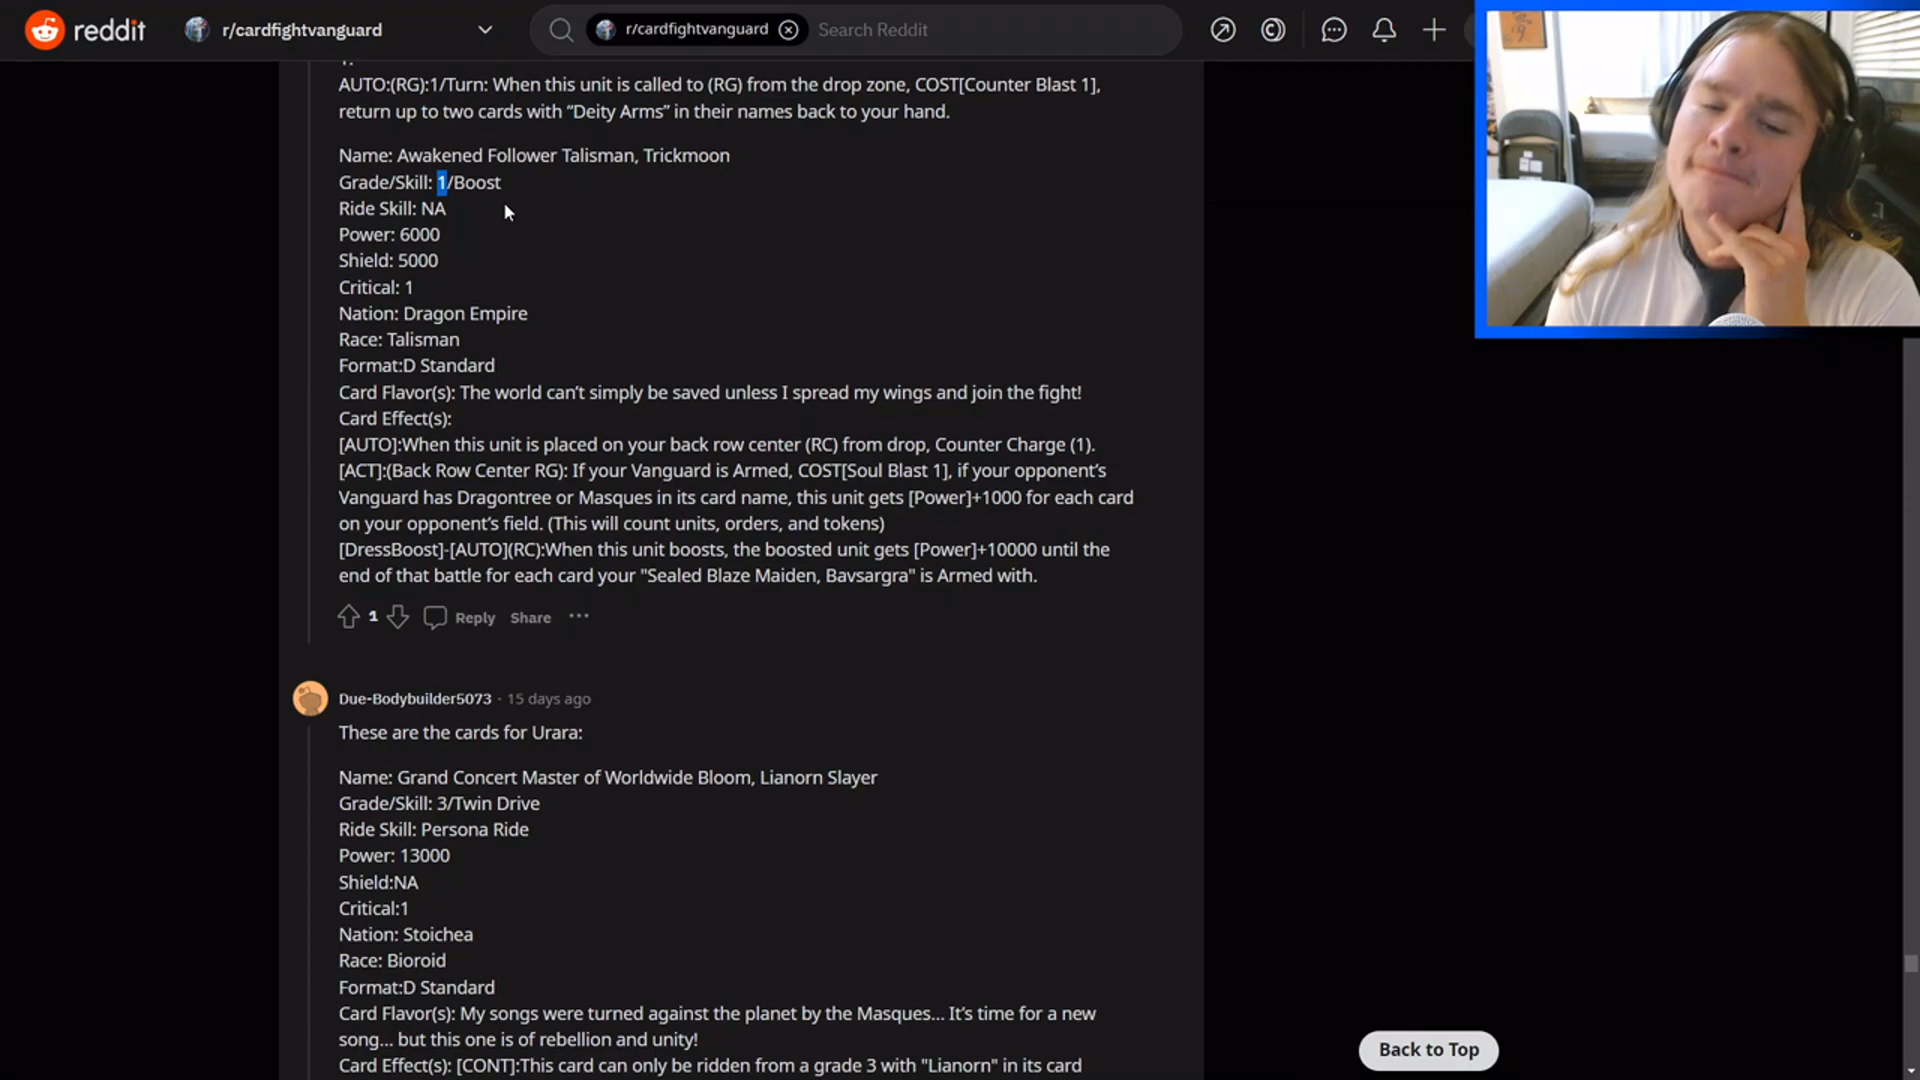 reddit
r/cardfightvanguard
r/cardfightvanguard
Search Reddit
AUTO:(RG):1/Turn: When this unit is called to (RG) from the drop zone, COST[Counter Blast 1],
return up to two cards with “Deity Arms” in their names back to your hand.
Name: Awakened Follower Talisman, Trickmoon
Grade/Skill: 1/Boost
Ride Skill: NA
Power: 6000
Shield: 5000
Critical: 1
Nation: Dragon Empire
Race: Talisman
Format:D Standard
Card Flavor(s): The world can’t simply be saved unless I spread my wings and join the fight!
Card Effect(s):
[AUTO]:When this unit is placed on your back row center (RC) from drop, Counter Charge (1).
[ACT]:(Back Row Center RG): If your Vanguard is Armed, COST[Soul Blast 1], if your opponent’s
Vanguard has Dragontree or Masques in its card name, this unit gets [Power]+1000 for each card
on your opponent’s field. (This will count units, orders, and tokens)
[DressBoost]-[AUTO](RC):When this unit boosts, the boosted unit gets [Power]+10000 until the
end of that battle for each card your "Sealed Blaze Maiden, Bavsargra" is Armed with.
1
Reply
Share
Due-Bodybuilder5073 · 15 days ago
These are the cards for Urara:
Name: Grand Concert Master of Worldwide Bloom, Lianorn Slayer
Grade/Skill: 3/Twin Drive
Ride Skill: Persona Ride
Power: 13000
Shield:NA
Critical:1
Nation: Stoichea
Race: Bioroid
Format:D Standard
Card Flavor(s): My songs were turned against the planet by the Masques... It’s time for a new
song... but this one is of rebellion and unity!
Card Effect(s): [CONT]:This card can only be ridden from a grade 3 with "Lianorn" in its card
Back to Top